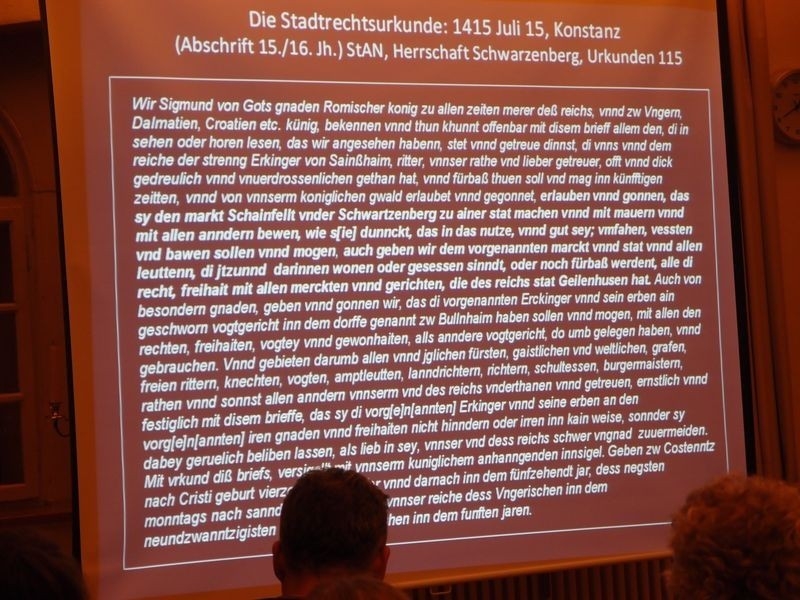 Die Stadtrechtsurkunde: 1415 Juli 15, Konstanz
(Abschrift 15./16. Jh.) StAN, Herrschaft Schwarzenberg, Urkunden 115
Wir Sigmund von Gots gnaden Romischer konig zu allen zeiten merer deß reichs, vnnd zw Vngern,
Dalmatien, Croatien etc. künig, bekennen vnnd thun khunnt offenbar mit disem brieff allem den, di in
sehen oder horen lesen, das wir angesehen habenn, stet vnnd getreue dinnst, di vnns vnnd dem
reiche der strenng Erkinger von Sainßhaim, ritter, vnnser rathe vnd lieber getreuer, offt vnnd dick
gedreulich vnnd vnuerdrossenlichen gethan hat, vnnd fürbaß thuen soll vnd mag inn künfftigen
zeitten, vnnd von vnnserm koniglichen gwald erlaubet vnnd gegonnet, erlauben vnnd gonnen, das
sy den markt Schainfellt vnder Schwartzenberg zu ainer stat machen vnnd mit mauern vnnd
mit allen anndern bewen, wie s[ie] dunnckt, das in das nutze, vnnd gut sey; vmfahen, vessten
vnd bawen sollen vnnd mogen, auch geben wir dem vorgenannten marckt vnnd stat vnnd allen
leuttenn, di jtzunnd darinnen wonen oder gesessen sinndt, oder noch fürbaß werdent, alle di
recht, freihait mit allen merckten vnnd gerichten, die des reichs stat Geilenhusen hat. Auch von
besondern gnaden, geben vnnd gonnen wir, das di vorgenannten Erckinger vnnd sein erben ain
geschworn vogtgericht inn dem dorffe genannt zw Bullnhaim haben sollen vnnd mogen, mit allen den
rechten, freihaiten, vogtey vnnd gewonhaiten, alls anndere vogtgericht, do umb gelegen haben, vnnd
gebrauchen. Vnnd gebieten darumb allen vnnd jglichen fürsten, gaistlichen vnd weltlichen, grafen,
freien rittern, knechten, vogten, amptleutten, lanndrichtern, richtern, schultessen, burgermaistern,
rathen vnnd sonnst allen anndern vnnserm vnd des reichs vnderthanen vnnd getreuen, ernstlich vnnd
festiglich mit disem brieffe, das sy di vorg[e]n[annten] Erkinger vnnd seine erben an den
vorg[e]n[annten] iren gnaden vnnd freihaiten nicht hinndern oder irren inn kain weise, sonnder sy
dabey geruelich beliben lassen, als lieb in sey, vnnser vnd dess reichs schwer vngnad zuuermeiden.
Mit vrkund diß briefs, mit vnnserm kuniglichem anhanngenden innsigel. Geben zw Costenntz
nach Cristi geburt vnnd darnach inn dem fünfzehendt jar, dess negsten
monntags nach vnnser reiche dess Vngerischen inn dem
neundzwanntzigisten inn dem funften jaren.